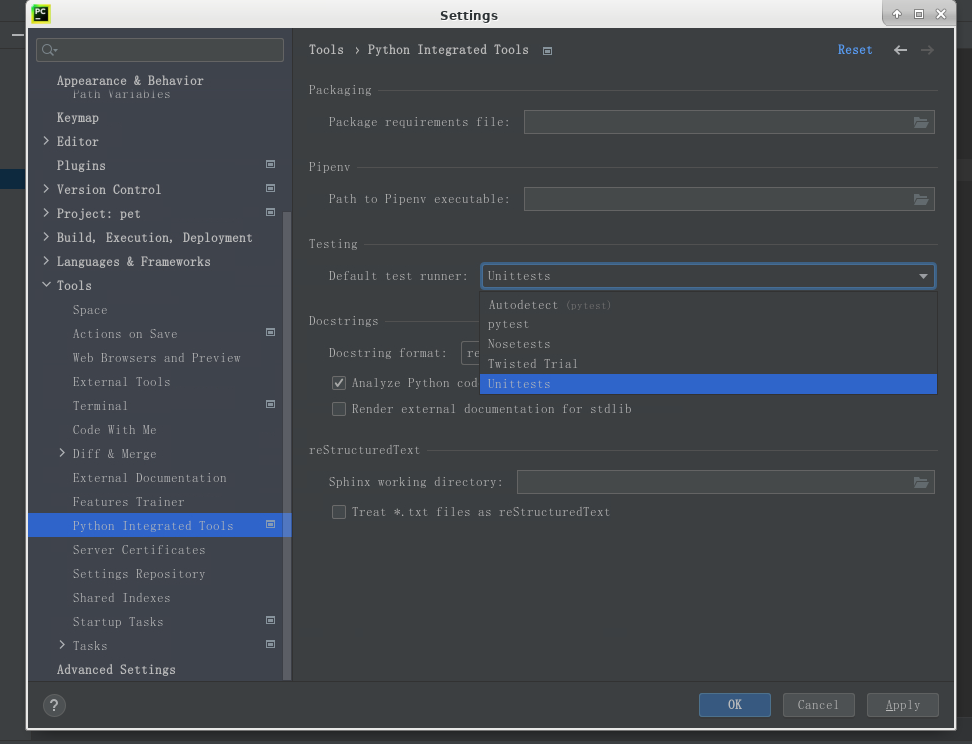 PC
Settings
Appearance & Behavior
Path Variables
Keymap
Editor
Plugins
Version Control
Project: pet
Build, Execution, Deployment
Languages & Frameworks
Tools
Space
Actions on Save
Web Browsers and Preview
External Tools
Terminal
Code With Me
Diff & Merge
External Documentation
Features Trainer
Python Integrated Tools
Server Certificates
Settings Repository
Shared Indexes
Startup Tasks
Tasks
Advanced Settings
Tools › Python Integrated Tools
Reset
Packaging
Package requirements file:
Pipenv
Path to Pipenv executable:
Testing
Default test runner: Unittests
Autodetect (pytest)
pytest
Nosetests
Twisted Trial
Unittests
Docstrings
Docstring format: re
Analyze Python cod
Render external documentation for stdlib
reStructuredText
Sphinx working directory:
Treat *.txt files as reStructuredText
?
OK Cancel Apply